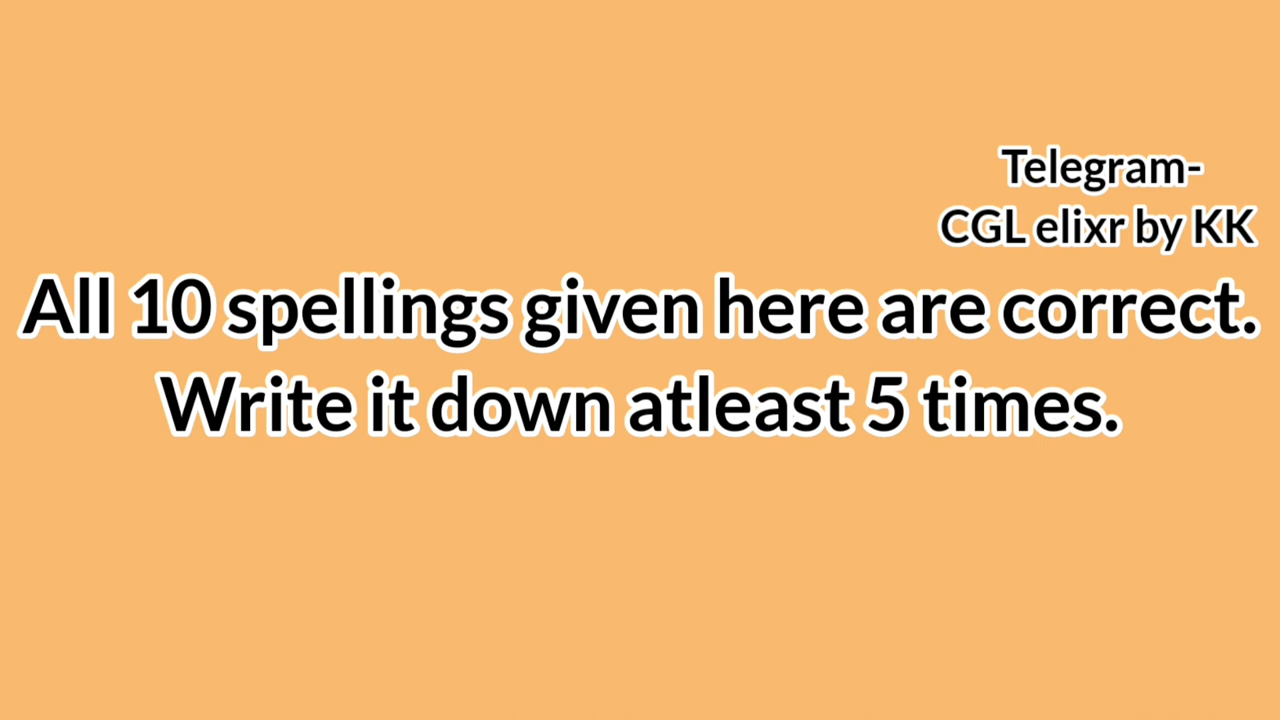 Telegram-
CGL elixr by KK
All 10 spellings given here are correct.
Write it down atleast 5 times.